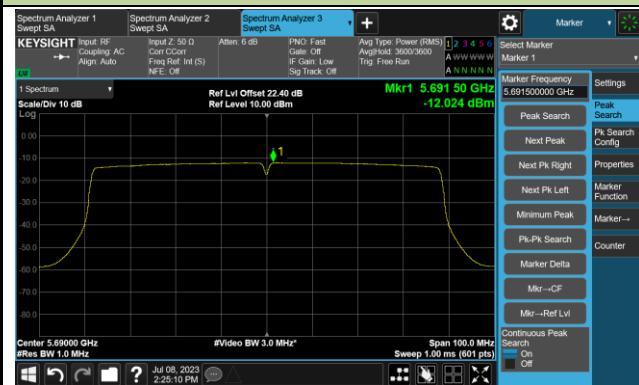 Spectrum Analyzer 1
Swept SA
Spectrum Analyzer 2
Swept SA
Spectrum Analyzer 3
Swept SA
Marker
KEYSIGHT
Input: RF
Coupling: AC
Align: Auto
Input Z: 50 Ω
Corr CCorr
Freq Ref: Int (S)
NFE: Off
Atten: 6 dB
PNO: Fast
Gate: Off
IF Gain: Low
Sig Track: Off
Avg Type: Power (RMS)
Avg|Hold: 3600/3600
Trig: Free Run
1 2 3 4 5 6
A W W W W W
A N N N N N
Select Marker
Marker 1
1 Spectrum
Scale/Div 10 dB
Ref Lvl Offset 22.40 dB
Ref Level 10.00 dBm
Mkr1 5.691 50 GHz
-12.024 dBm
Log
0.00
-10.0
-20.0
-30.0
-40.0
-50.0
-60.0
-70.0
-80.0
1
Center 5.69000 GHz
#Res BW 1.0 MHz
#Video BW 3.0 MHz*
Span 100.0 MHz
Sweep 1.00 ms (601 pts)
Marker Frequency
5.691500000 GHz
Peak Search
Next Peak
Next Pk Right
Next Pk Left
Minimum Peak
Pk-Pk Search
Marker Delta
Mkr→CF
Mkr→Ref Lvl
Continuous Peak
Search
On
Off
Settings
Peak
Search
Pk Search
Config
Properties
Marker
Function
Marker→
Counter
Jul 08, 2023
2:25:10 PM